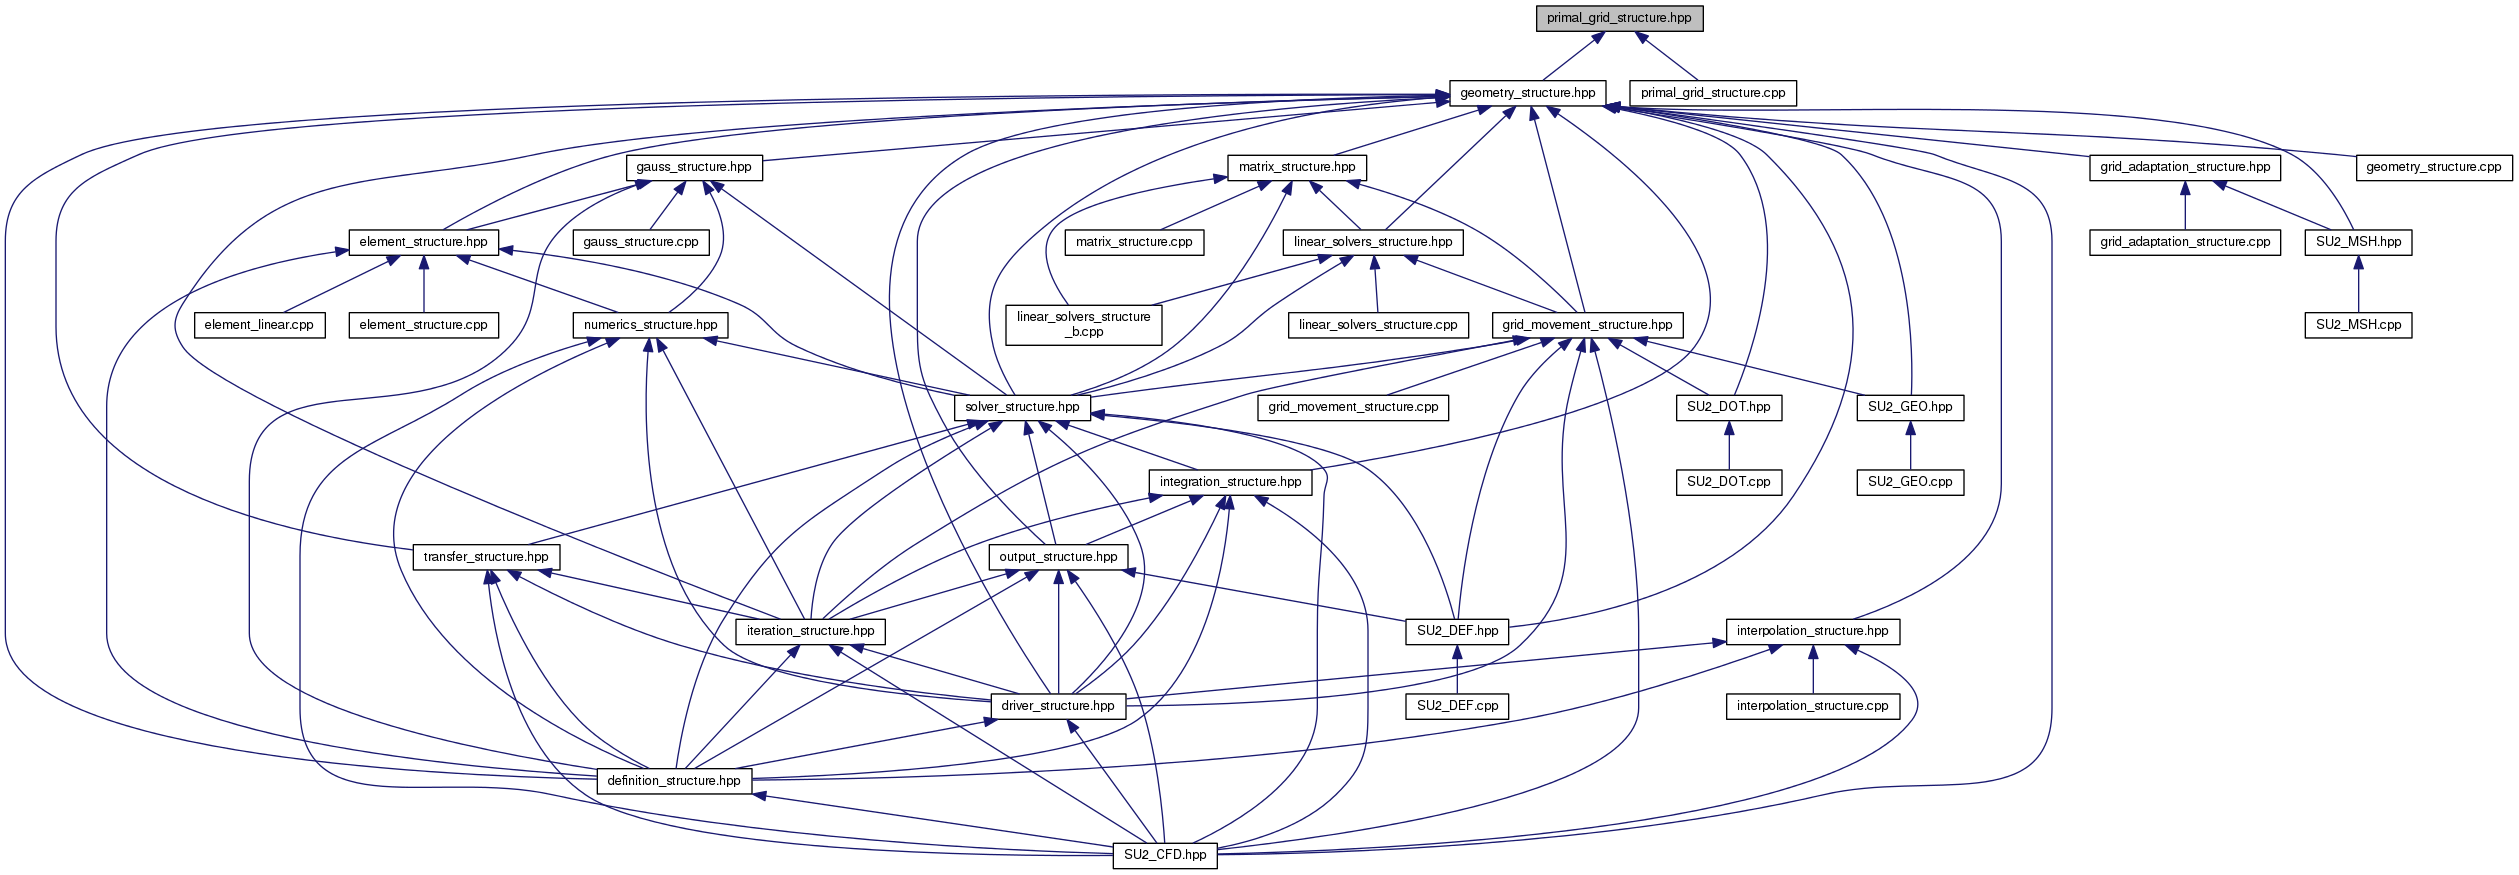 primal_grid_structure.hpp
geometry_structure.hpp
primal_grid_structure.cpp
gauss_structure.hpp
matrix_structure.hpp
grid_adaptation_structure.hpp
geometry_structure.cpp
element_structure.hpp
gauss_structure.cpp
matrix_structure.cpp
linear_solvers_structure.hpp
grid_adaptation_structure.cpp
SU2_MSH.hpp
element_linear.cpp
element_structure.cpp
numerics_structure.hpp
linear_solvers_structure
_b.cpp
linear_solvers_structure.cpp
grid_movement_structure.hpp
SU2_MSH.cpp
solver_structure.hpp
grid_movement_structure.cpp
SU2_DOT.hpp
SU2_GEO.hpp
integration_structure.hpp
SU2_DOT.cpp
SU2_GEO.cpp
transfer_structure.hpp
output_structure.hpp
iteration_structure.hpp
SU2_DEF.hpp
interpolation_structure.hpp
driver_structure.hpp
SU2_DEF.cpp
interpolation_structure.cpp
definition_structure.hpp
SU2_CFD.hpp